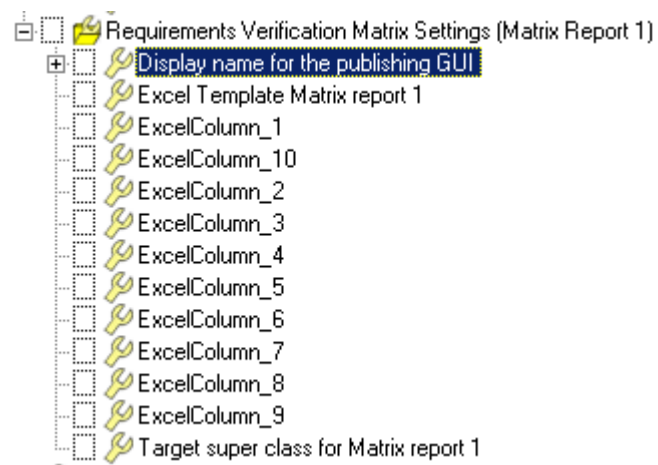 Requirements Verification Matrix Settings (Matrix Report 1)
Display name for the publishing GUI
Excel Template Matrix report 1
ExcelColumn_1
ExcelColumn_10
ExcelColumn_2
ExcelColumn_3
ExcelColumn_4
ExcelColumn_5
ExcelColumn_6
ExcelColumn_7
ExcelColumn_8
ExcelColumn_9
Target super class for Matrix report 1